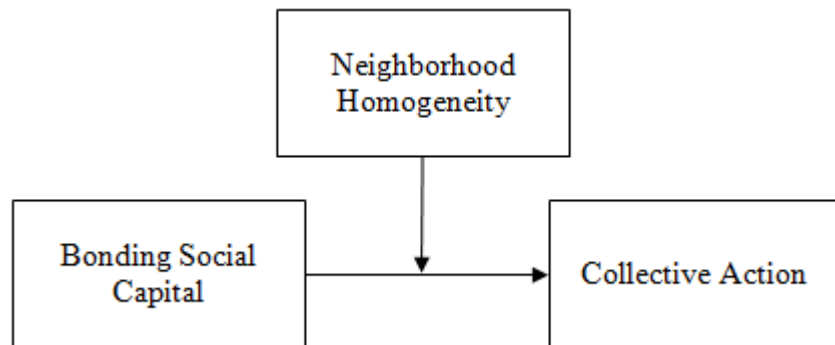 Neighborhood
Homogeneity
Bonding Social
Capital
Collective Action